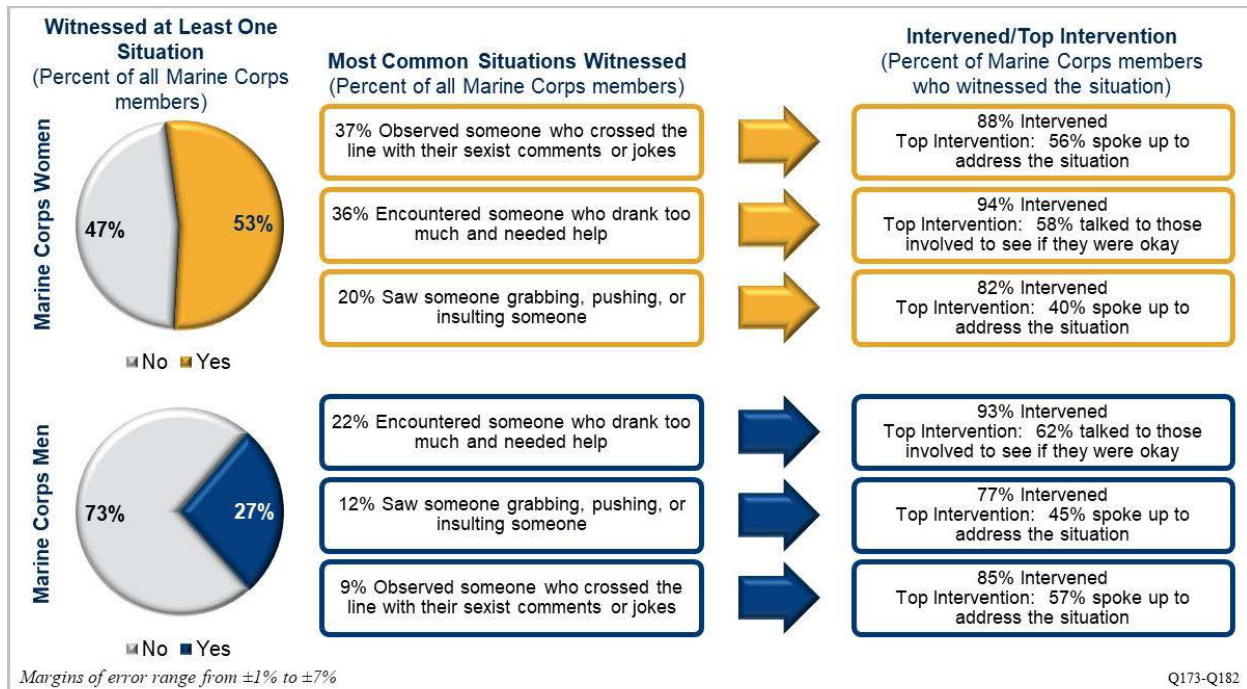 Witnessed at Least One
Situation
(Percent of all Marine Corps
members)
Most Common Situations Witnessed
(Percent of all Marine Corps members)
Intervened/Top Intervention
(Percent of Marine Corps members
who witnessed the situation)
Marine Corps Women
47%
53%
No Yes
37% Observed someone who crossed the
line with their sexist comments or jokes
88% Intervened
Top Intervention: 56% spoke up to
address the situation
36% Encountered someone who drank too
much and needed help
94% Intervened
Top Intervention: 58% talked to those
involved to see if they were okay
20% Saw someone grabbing, pushing, or
insulting someone
82% Intervened
Top Intervention: 40% spoke up to
address the situation
Marine Corps Men
73%
27%
No Yes
22% Encountered someone who drank too
much and needed help
93% Intervened
Top Intervention: 62% talked to those
involved to see if they were okay
12% Saw someone grabbing, pushing, or
insulting someone
77% Intervened
Top Intervention: 45% spoke up to
address the situation
9% Observed someone who crossed the
line with their sexist comments or jokes
85% Intervened
Top Intervention: 57% spoke up to
address the situation
Margins of error range from ±1% to ±7%
Q173-Q182